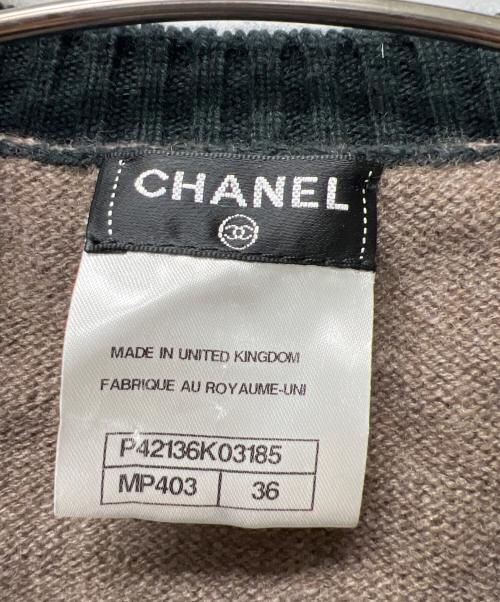 CHANEL
MADE IN UNITED KINGDOM
FABRIQUE AU ROYAUME-UNI
P42136K03185
MP403 36